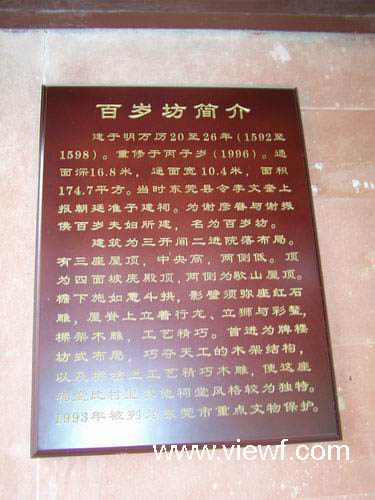 百岁坊简介
建于明万历20至26年(1592至
1598)。重修于丙子岁(1996)。通
面深16.8米，通面宽10.4米，面积
174.7平方。当时东莞县令李文奎上
报朝廷准于建祠。为谢彦眷与谢振
侯百岁夫妇所建，名为百岁坊。
建筑为三开间二进院落布局。
有三座屋顶，中央高，两侧低。顶
为四面坡庑殿顶，两侧为歇山屋顶。
檐下施如意斗拱，影壁须弥座红石
雕，屋脊上立着行龙、立狮与彩鳌，
梁架木雕，工艺精巧。首进为牌楼
坊式布局，巧夺天工的木架结构，
以及坊上工艺精巧木雕，使这座
祠堂比村里其他祠堂风格较为独特。
1993年被列为东莞市重点文物保护。
www.viewf.com